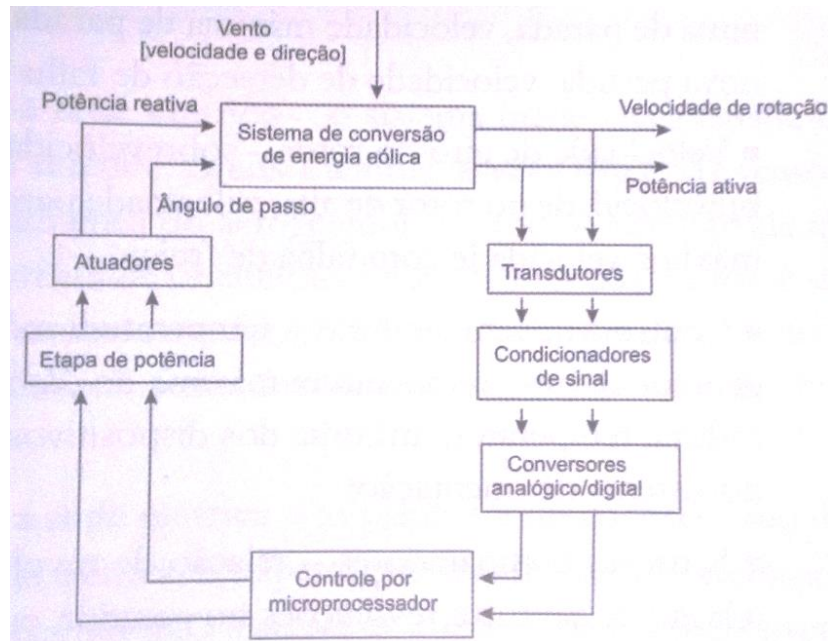 Vento
[velocidade e direção]
Potência reativa
Velocidade de rotação
Sistema de conversão
de energia eólica
Potência ativa
Ângulo de passo
Atuadores
Transdutores
Etapa de potência
Condicionadores
de sinal
Conversores
analógico/digital
Controle por
microprocessador